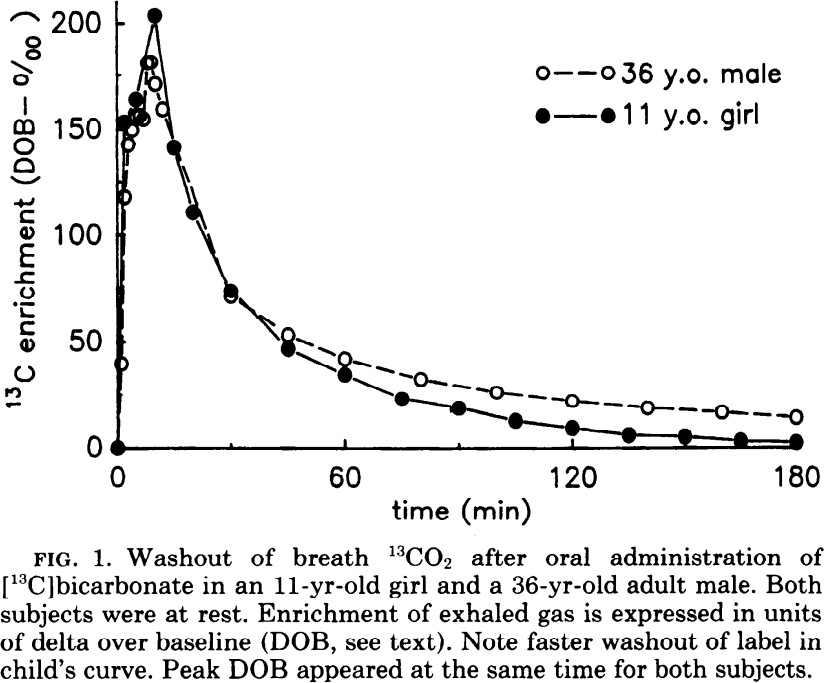 200
150
100
50
0
¹³C enrichment (DOB– o/oo )
o--o 36 y.o. male
●—● 11 y.o. girl
0 60 120 180
time (min)
FIG. 1. Washout of breath ¹³CO₂ after oral administration of
[¹³C]bicarbonate in an 11-yr-old girl and a 36-yr-old adult male. Both
subjects were at rest. Enrichment of exhaled gas is expressed in units
of delta over baseline (DOB, see text). Note faster washout of label in
child's curve. Peak DOB appeared at the same time for both subjects.